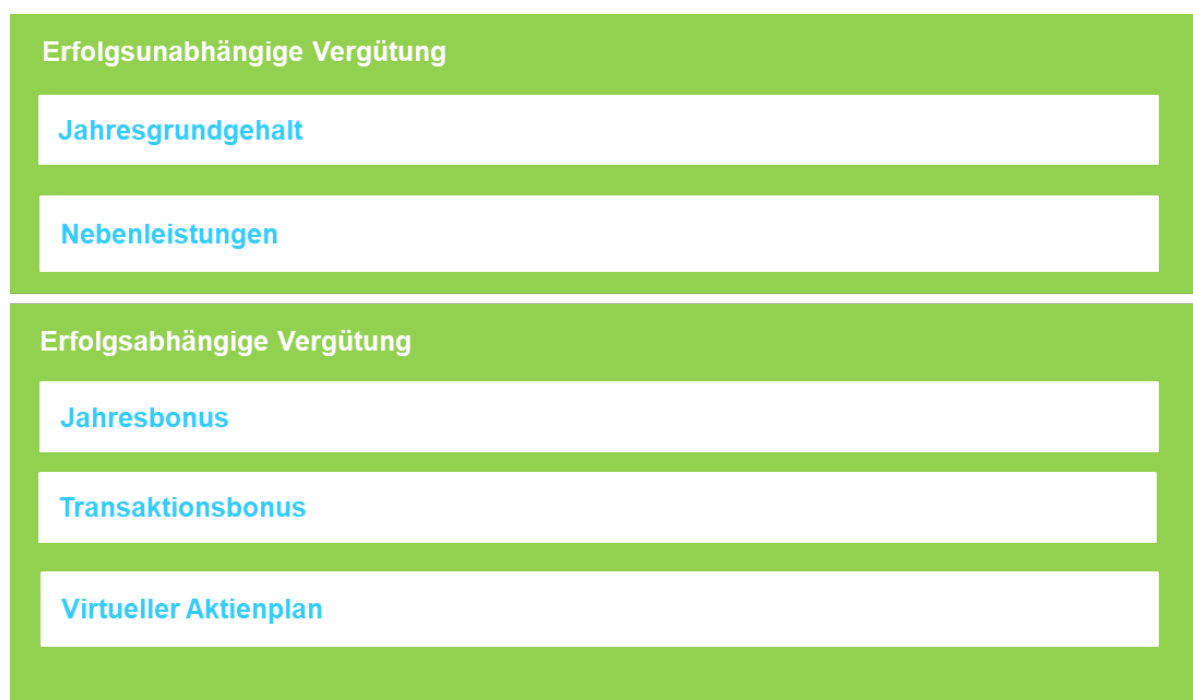 Erfolgsunabhängige Vergütung
Jahresgrundgehalt
Nebenleistungen
Erfolgsabhängige Vergütung
Jahresbonus
Transaktionsbonus
Virtueller Aktienplan